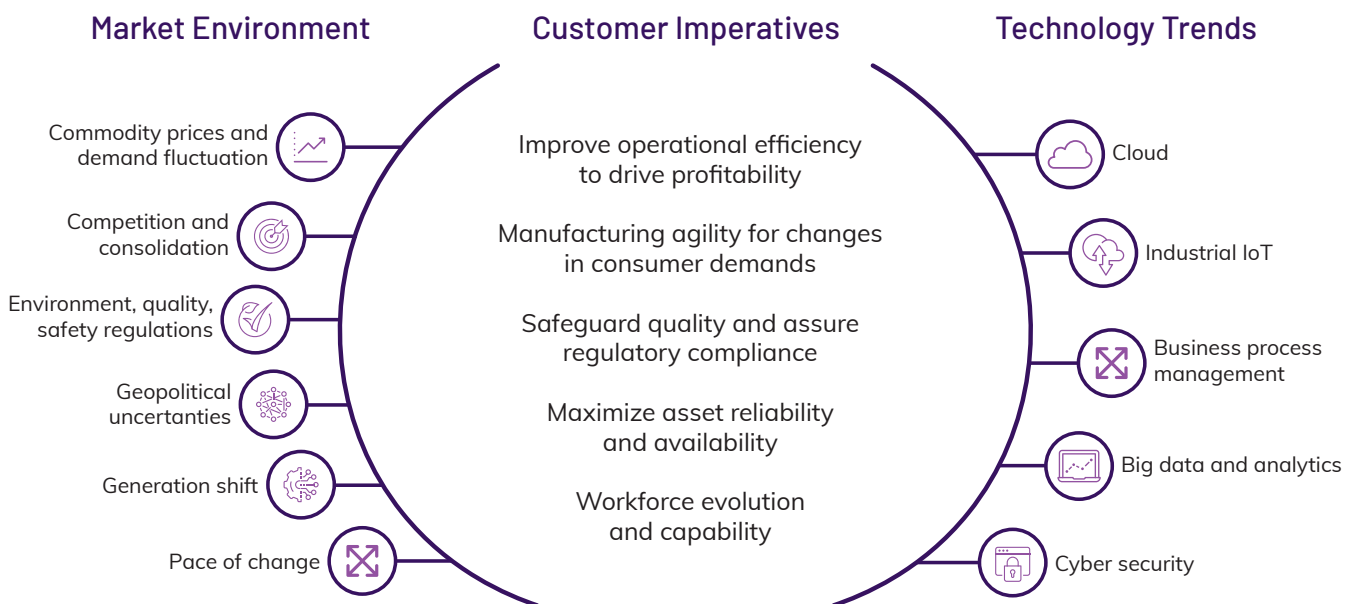 Market Environment
Commodity prices and
demand fluctuation
Competition and
consolidation
Environment, quality,
safety regulations
Geopolitical
uncertanties
Generation shift
Pace of change
Customer Imperatives
Improve operational efficiency
to drive profitability
Manufacturing agility for changes
in consumer demands
Safeguard quality and assure
regulatory compliance
Maximize asset reliability
and availability
Workforce evolution
and capability
Technology Trends
Cloud
Industrial IoT
Business process
management
Big data and analytics
Cyber security